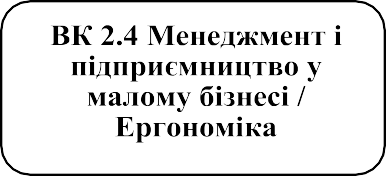 ВК 2.4 Менеджмент і
підприємництво у
малому бізнесі /
Ергономіка